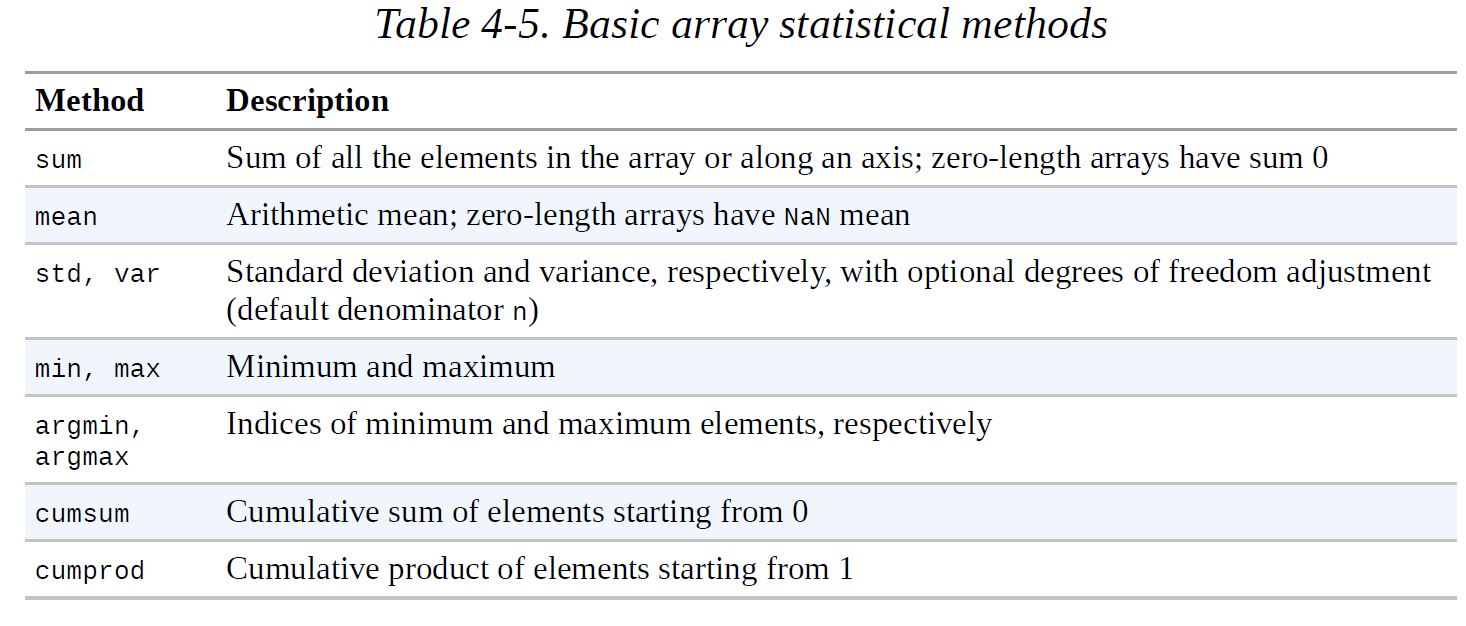 Table 4-5. Basic array statistical methods
Method Description
sum Sum of all the elements in the array or along an axis; zero-length arrays have sum 0
mean Arithmetic mean; zero-length arrays have NaN mean
std, var Standard deviation and variance, respectively, with optional degrees of freedom adjustment
(default denominator n)
min, max Minimum and maximum
argmin, Indices of minimum and maximum elements, respectively
argmax
cumsum Cumulative sum of elements starting from 0
cumprod Cumulative product of elements starting from 1